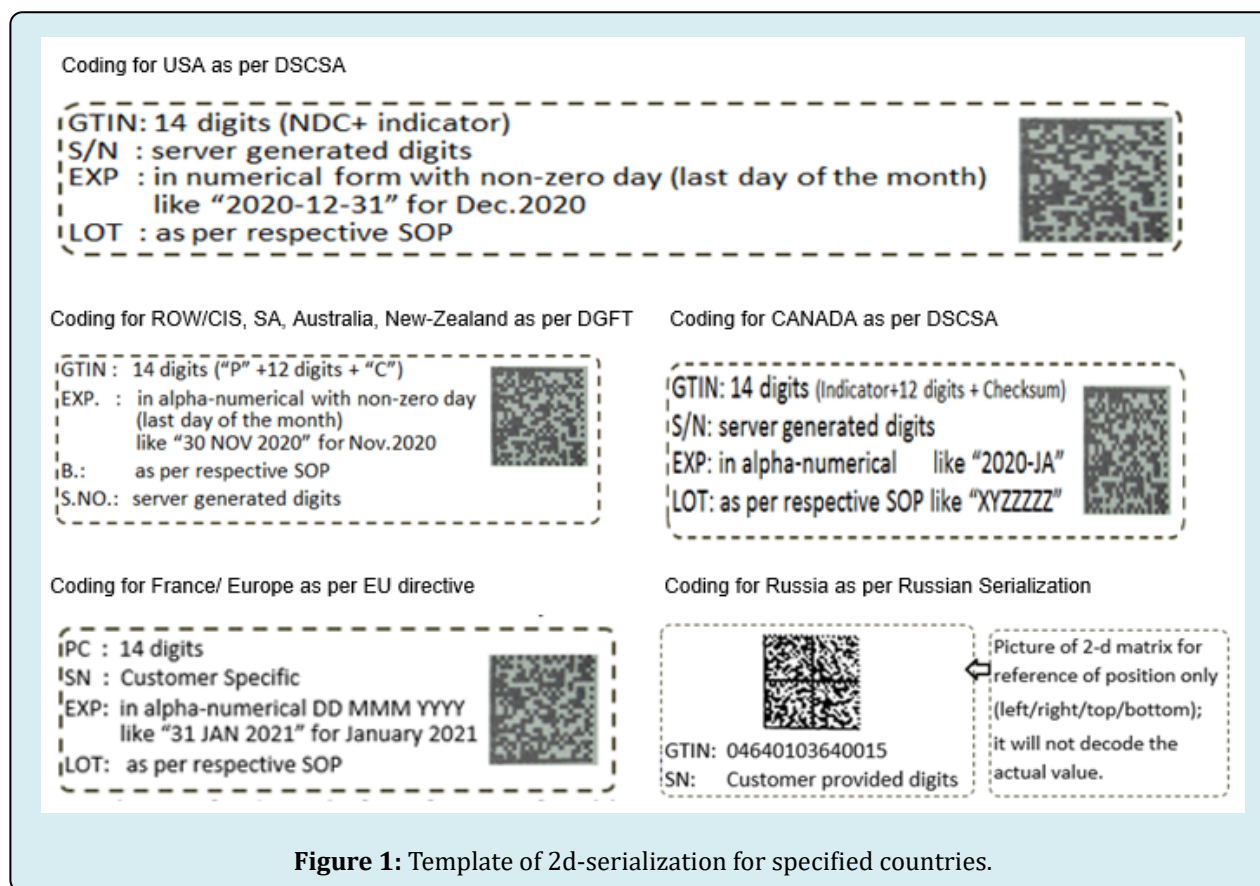 Coding for USA as per DSCSA
GTIN: 14 digits (NDC+ indicator)
S/N : server generated digits
EXP : in numerical form with non-zero day (last day of the month)
like “2020-12-31” for Dec.2020
LOT : as per respective SOP
Coding for ROW/CIS, SA, Australia, New-Zealand as per DGFT
GTIN : 14 digits (“P” +12 digits + “C”)
EXP. : in alpha-numerical with non-zero day
(last day of the month)
like “30 NOV 2020” for Nov.2020
B.: as per respective SOP
S.NO.: server generated digits
Coding for CANADA as per DSCSA
GTIN: 14 digits (Indicator+12 digits + Checksum)
S/N: server generated digits
EXP: in alpha-numerical like “2020-JA”
LOT: as per respective SOP like “XYZZZZZ”
Coding for France/ Europe as per EU directive
PC : 14 digits
SN : Customer Specific
EXP: in alpha-numerical DD MMM YYYY
like “31 JAN 2021” for January 2021
LOT: as per respective SOP
Coding for Russia as per Russian Serialization
GTIN: 04640103640015
SN: Customer provided digits
Picture of 2-d matrix for
reference of position only
(left/right/top/bottom);
it will not decode the
actual value.
Figure 1: Template of 2d-serialization for specified countries.